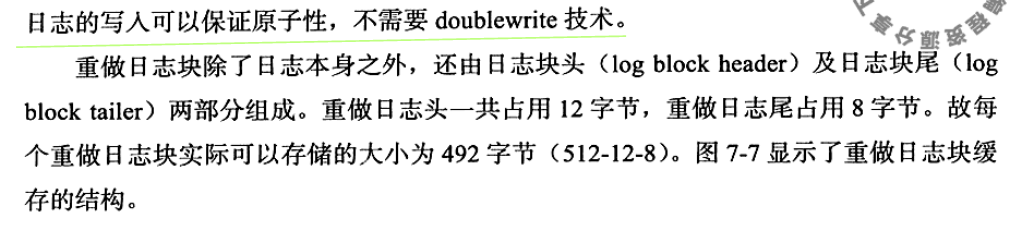 日志的写入可以保证原子性，不需要 doublewrite 技术。
重做日志块除了日志本身之外，还由日志块头（log block header）及日志块尾（log
block tailer）两部分组成。重做日志头一共占用 12 字节，重做日志尾占用 8 字节。故每
个重做日志块实际可以存储的大小为 492 字节（512-12-8）。图 7-7 显示了重做日志块缓
存的结构。
编程资源分享